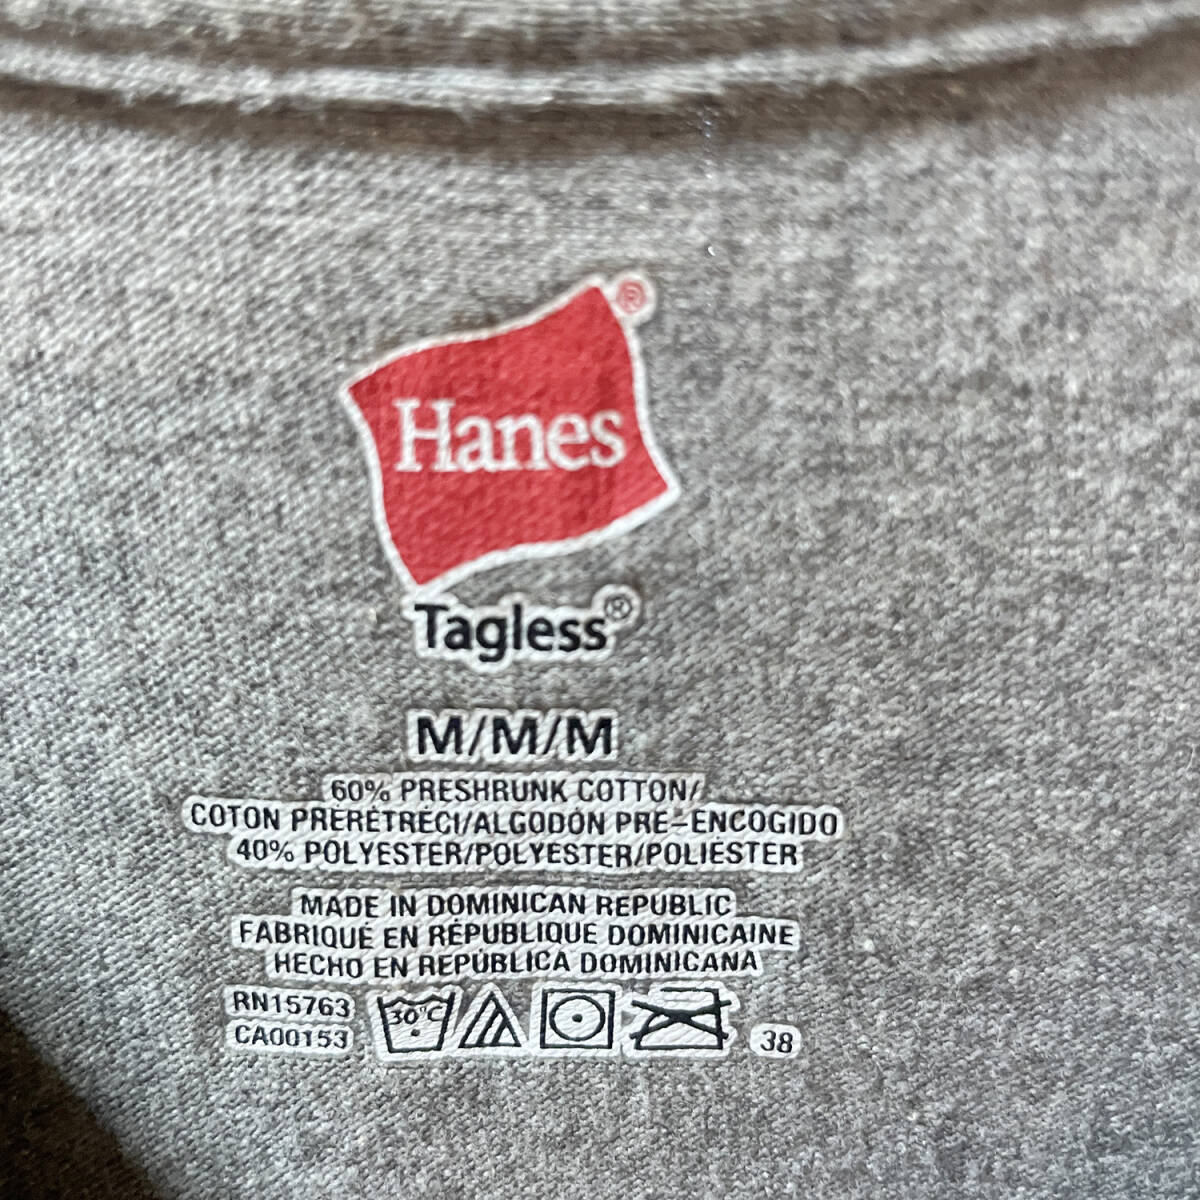 ®
Hanes
Tagless®
M/M/M
60% PRESHRUNK COTTON/
COTON PRÉRÉTRÉCI/ALGODÓN PRE-ENCOGIDO
40% POLYESTER/POLYESTER/POLIÉSTER
MADE IN DOMINICAN REPUBLIC
FABRIQUÉ EN RÉPUBLIQUE DOMINICAINE
HECHO EN REPÚBLICA DOMINICANA
RN15763
CA00153
30°C
38